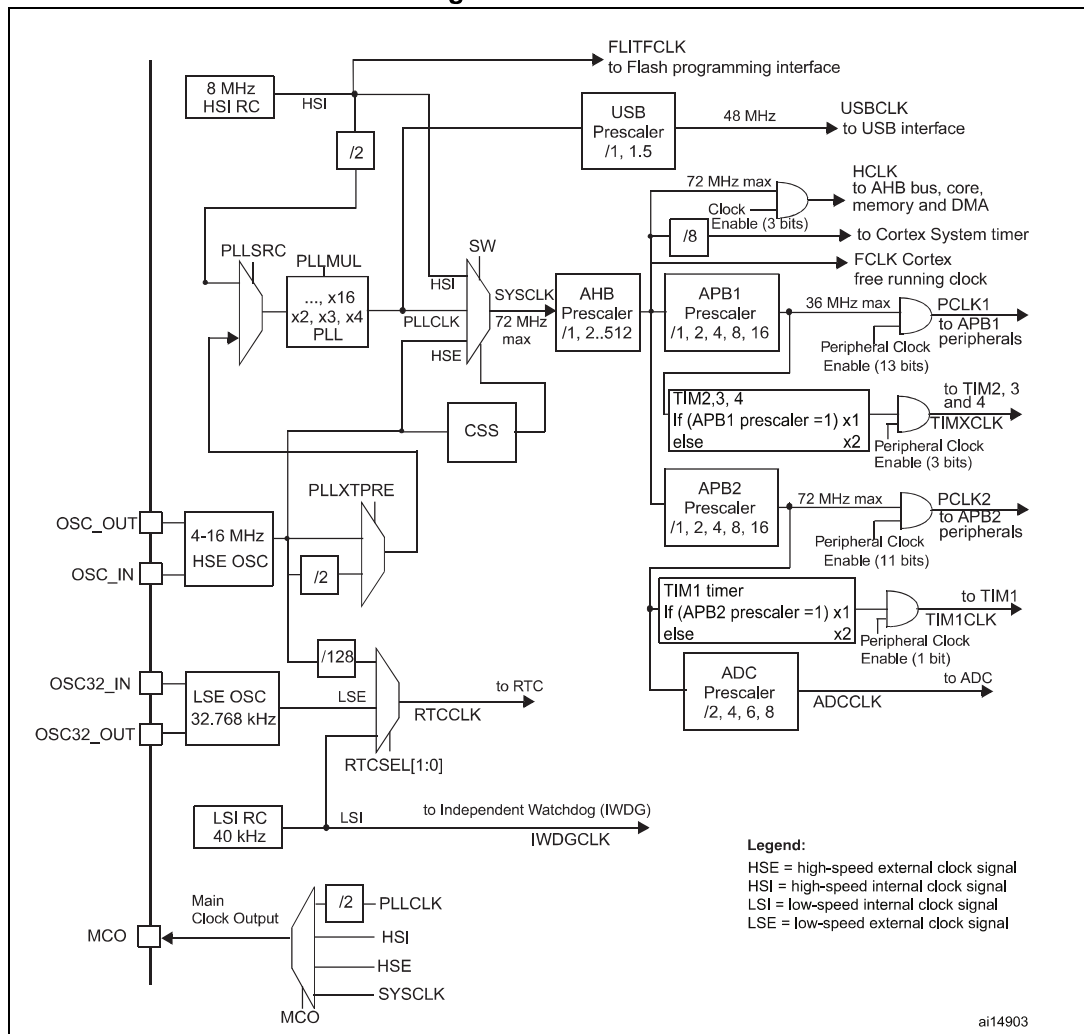 FLITFCLK
to Flash programming interface
8 MHz
HSI RC
HSI
/2
USB
Prescaler
/1, 1.5
48 MHz
USBCLK
to USB interface
72 MHz max
Clock
Enable (3 bits)
HCLK
to AHB bus, core,
memory and DMA
/8
to Cortex System timer
FCLK Cortex
free running clock
PLLSRC
PLLMUL
..., x16
x2, x3, x4
PLL
SW
HSI
PLLCLK
HSE
SYSCLK
72 MHz
max
AHB
Prescaler
/1, 2..512
APB1
Prescaler
/1, 2, 4, 8, 16
36 MHz max
PCLK1
to APB1
peripherals
Peripheral Clock
Enable (13 bits)
TIM2,3, 4
If (APB1 prescaler =1) x1
else x2
to TIM2, 3
and 4
TIMXCLK
Peripheral Clock
Enable (3 bits)
CSS
APB2
Prescaler
/1, 2, 4, 8, 16
72 MHz max
PCLK2
to APB2
peripherals
Peripheral Clock
Enable (11 bits)
TIM1 timer
If (APB2 prescaler =1) x1
else x2
to TIM1
TIM1CLK
Peripheral Clock
Enable (1 bit)
ADC
Prescaler
/2, 4, 6, 8
to ADC
ADCCLK
PLLXTPRE
OSC_OUT
OSC_IN
4-16 MHz
HSE OSC
/2
/128
OSC32_IN
OSC32_OUT
LSE OSC
32.768 kHz
LSE
to RTC
RTCCLK
RTCSEL[1:0]
LSI RC
40 kHz
LSI
to Independent Watchdog (IWDG)
IWDGCLK
Main
Clock Output
MCO
/2
PLLCLK
HSI
HSE
SYSCLK
MCO
Legend:
HSE = high-speed external clock signal
HSI = high-speed internal clock signal
LSI = low-speed internal clock signal
LSE = low-speed external clock signal
ai14903